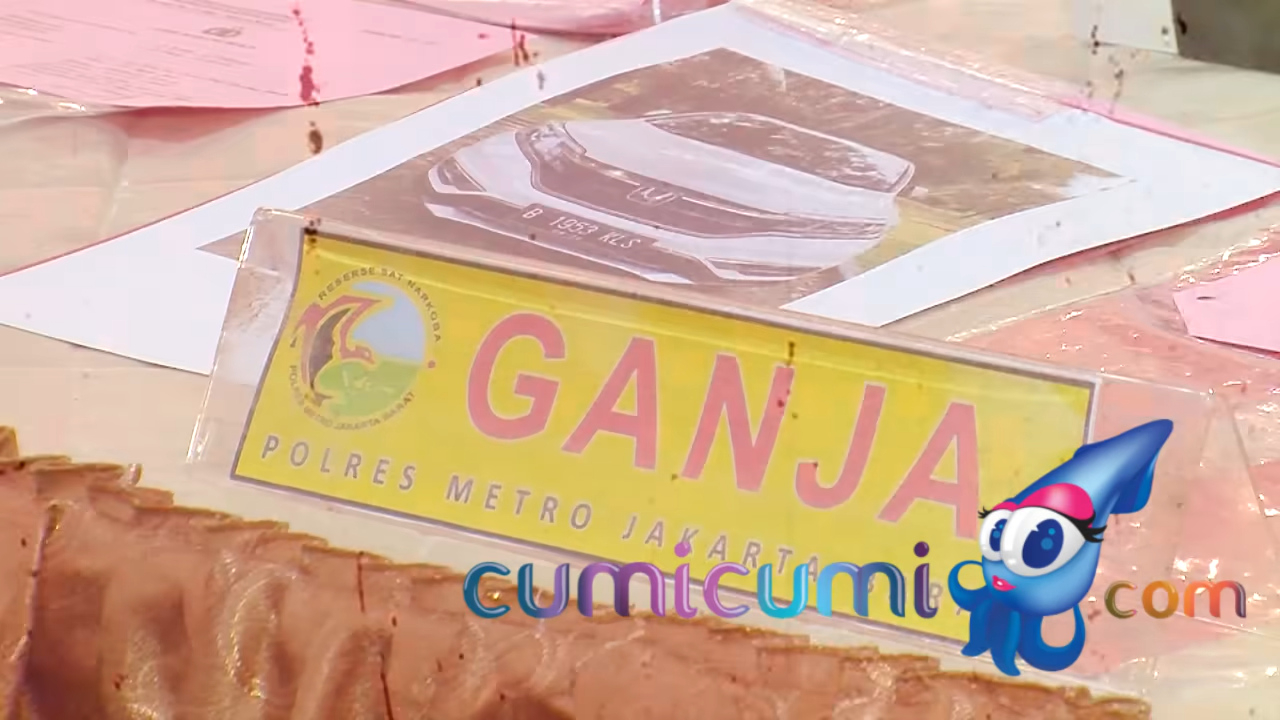 B 1953 KLS
RESERSE SAT NARKOBA
POLRES METRO JAKARTA BARAT
GANJA
POLRES METRO JAKARTA
cumicumi.com